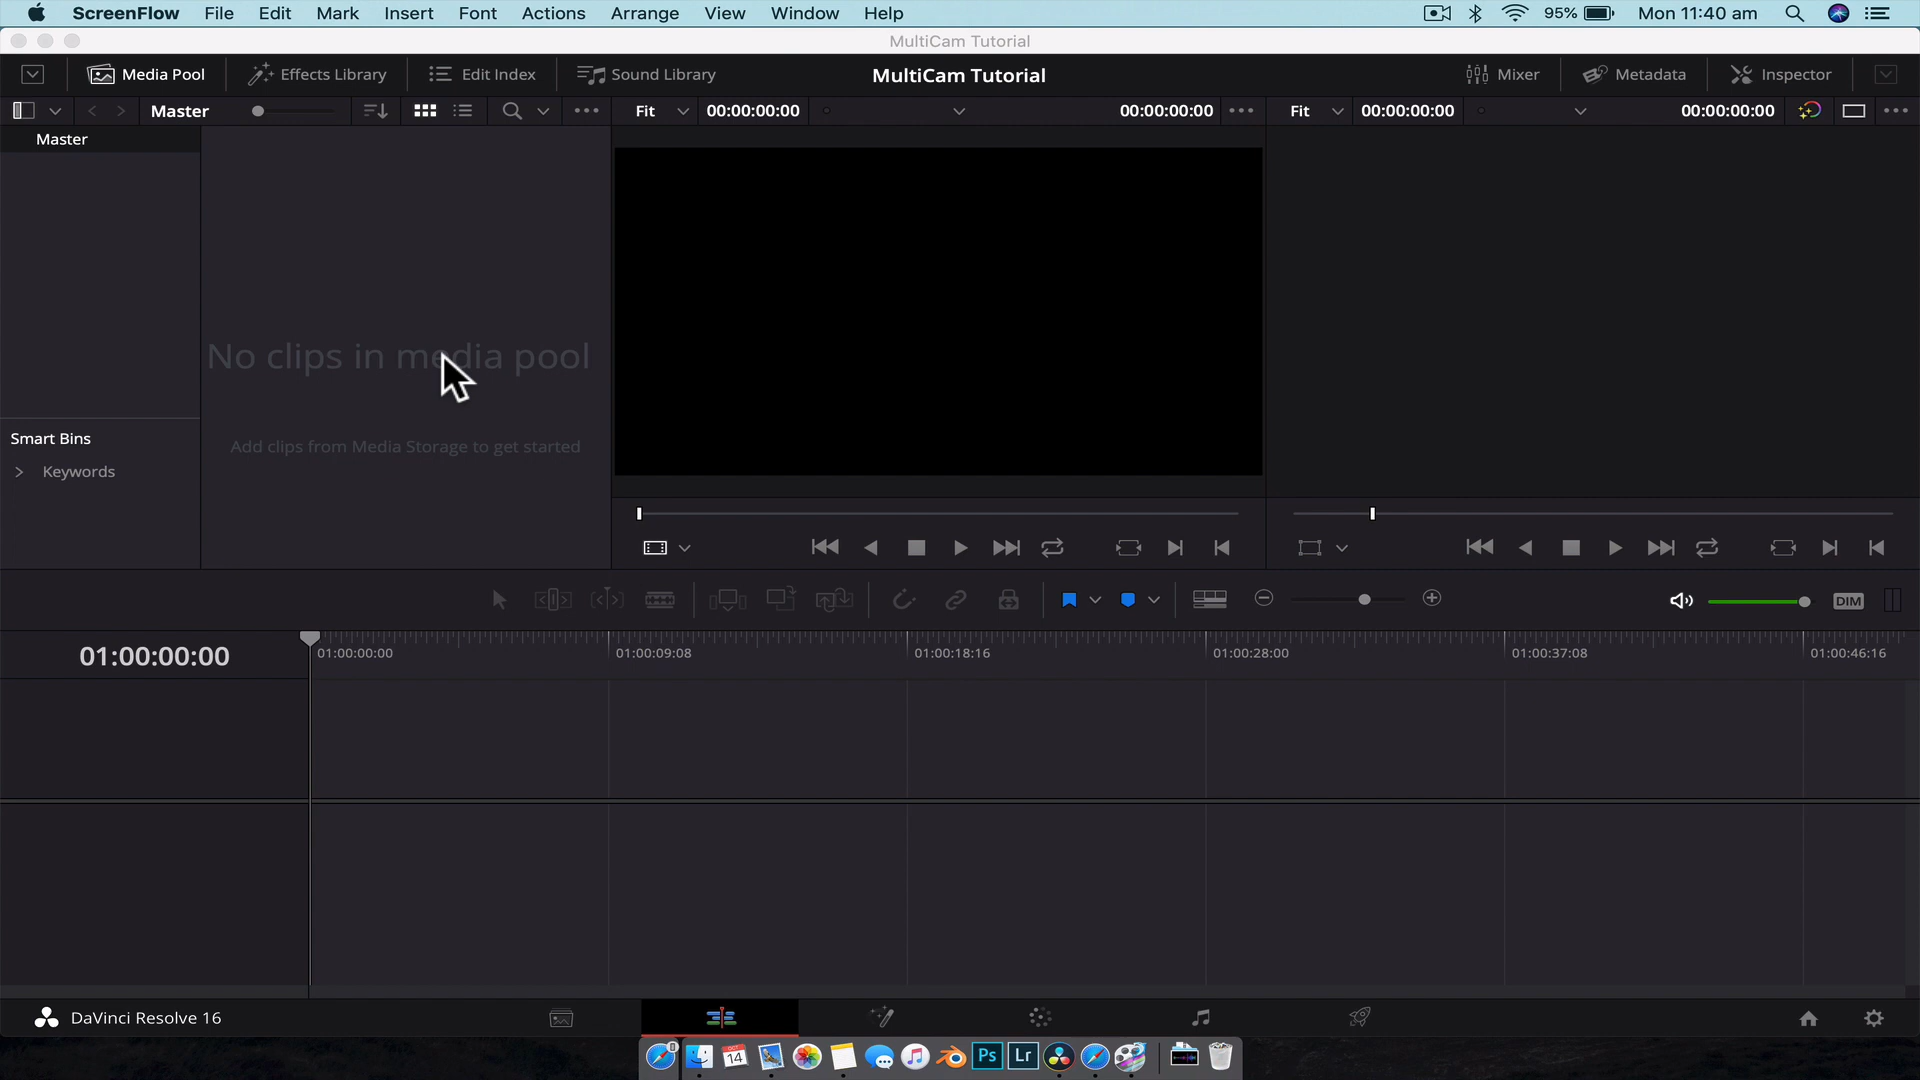 ScreenFlow File Edit Mark Insert Font Actions Arrange View Window Help 95% Mon 11:40 am
MultiCam Tutorial
Media Pool Effects Library Edit Index Sound Library MultiCam Tutorial Mixer Metadata Inspector
Master Fit 00:00:00:00 00:00:00:00 Fit 00:00:00:00 00:00:00:00
Master
No clips in media pool
Add clips from Media Storage to get started
Smart Bins
Keywords
DIM
01:00:00:00 01:00:00:00 01:00:09:08 01:00:18:16 01:00:28:00 01:00:37:08 01:00:46:16
DaVinci Resolve 16
OCT
14
Ps
Lr